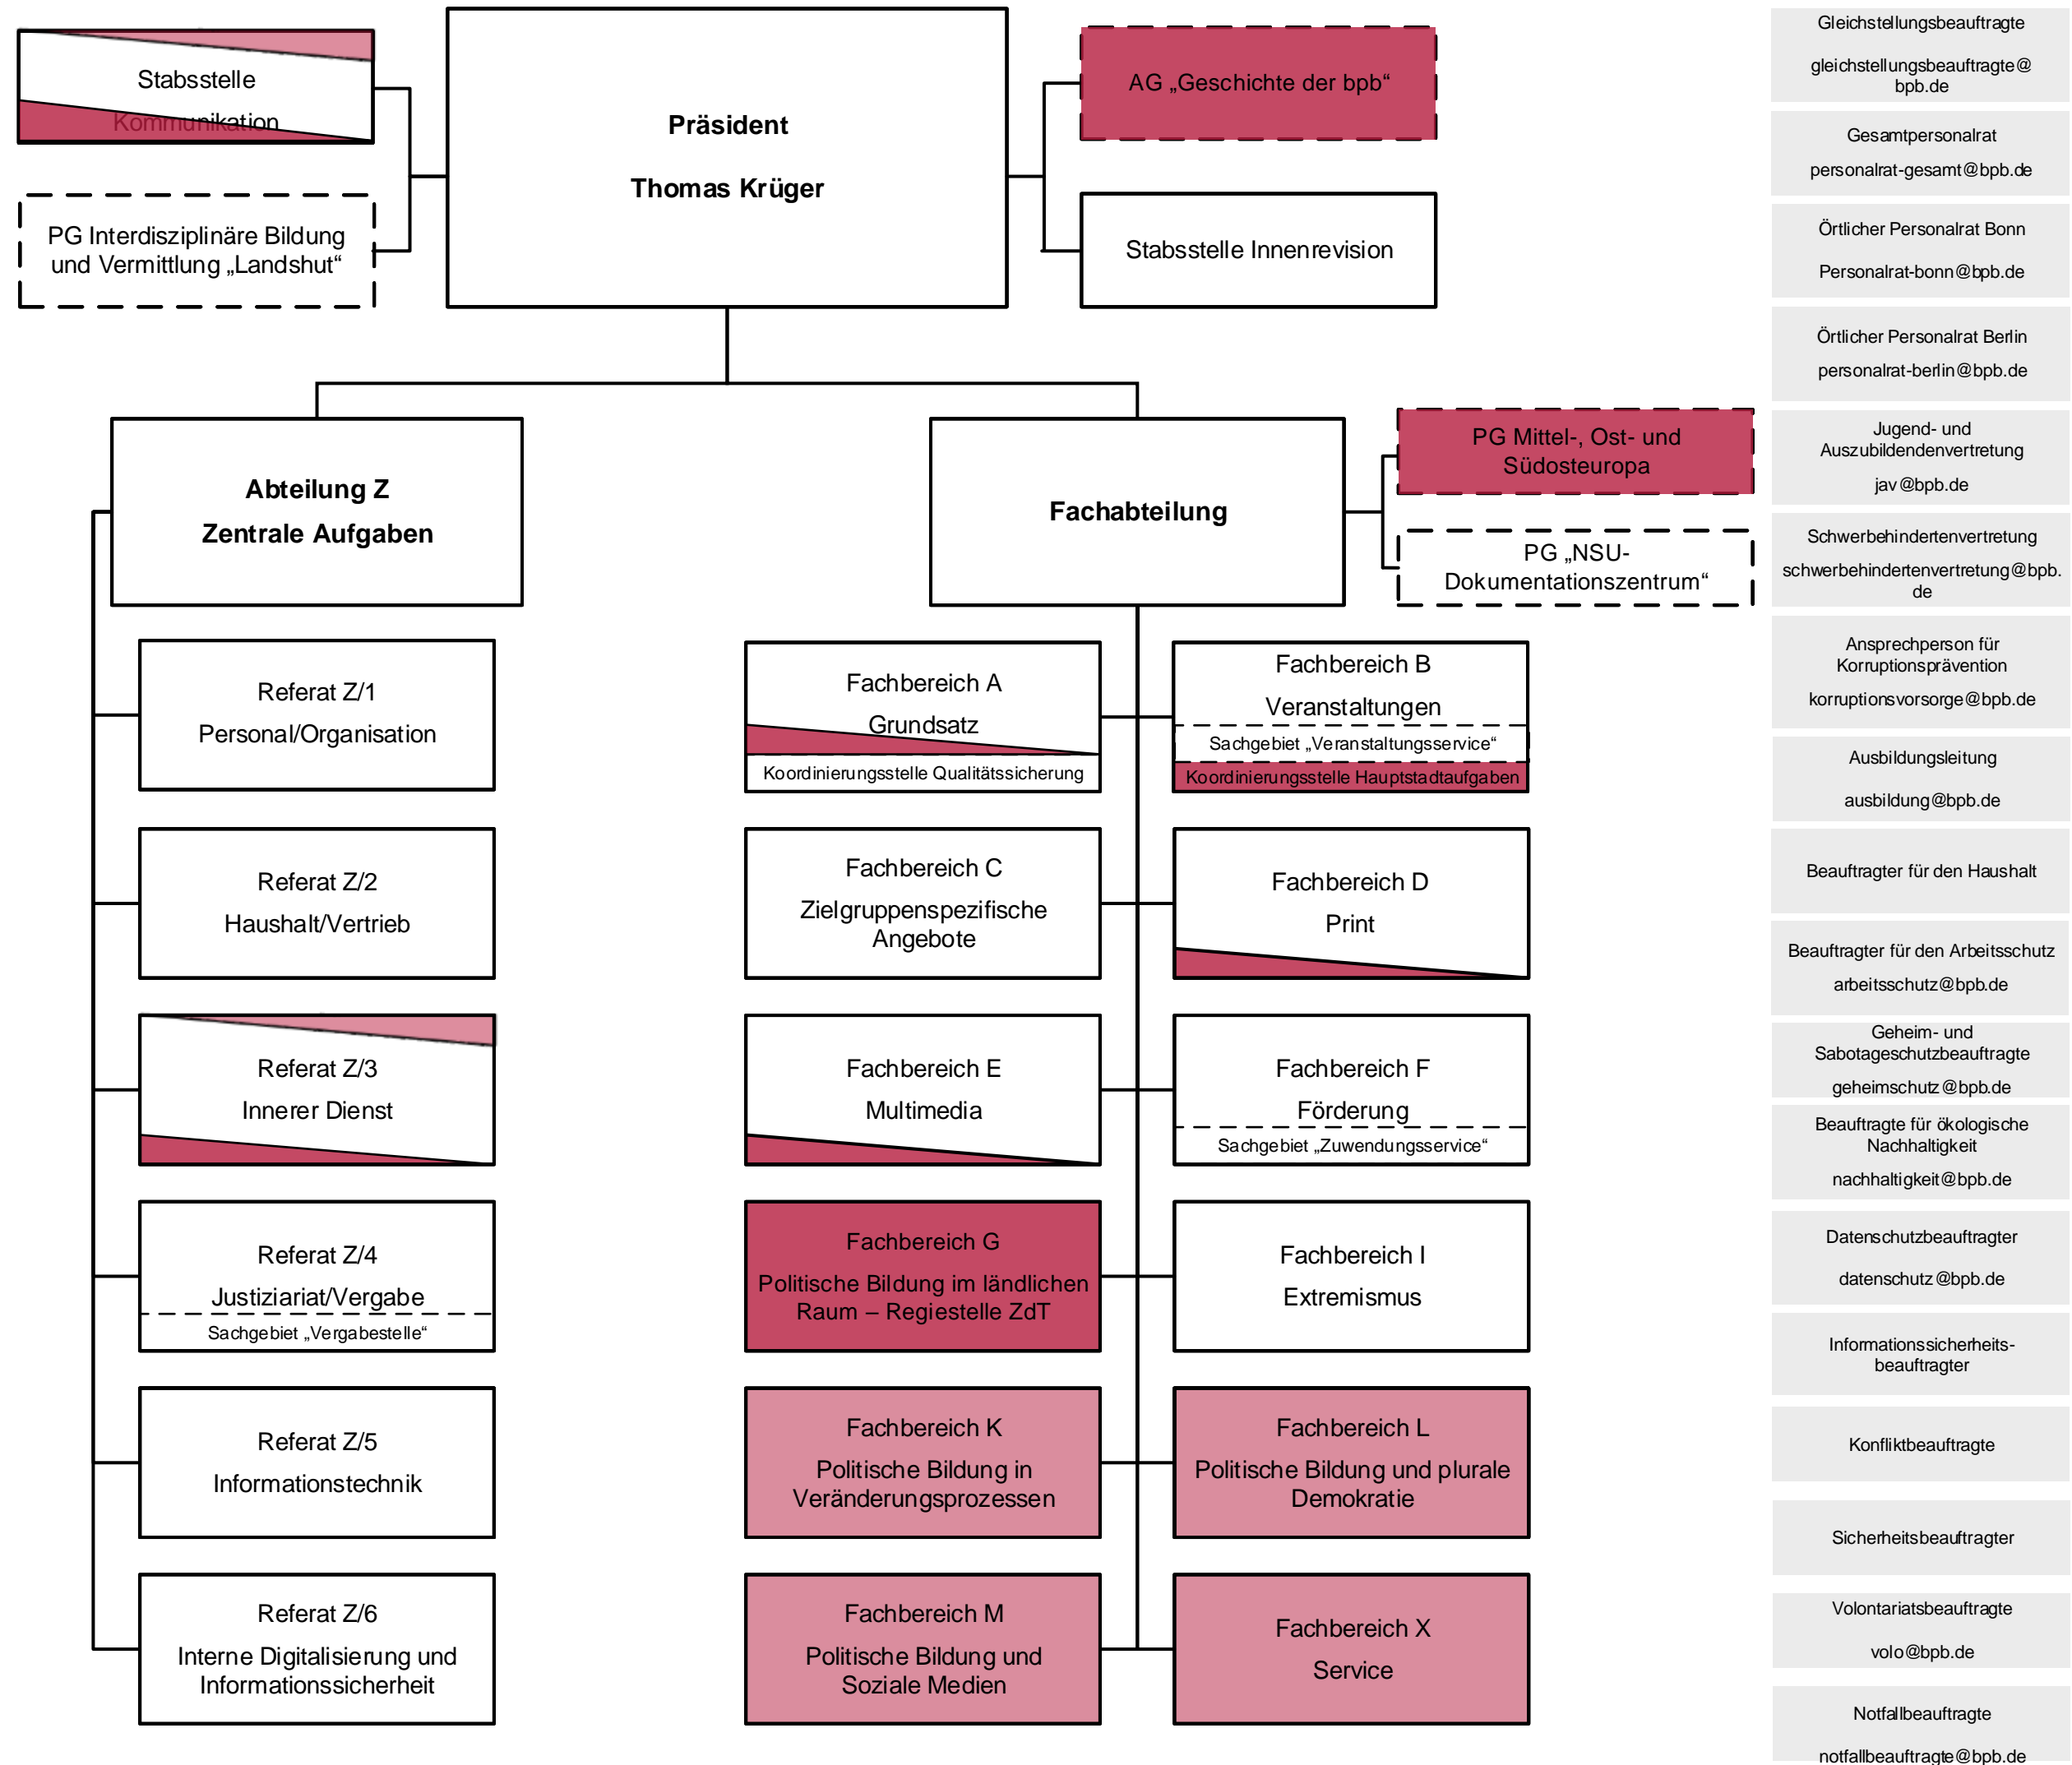 Stabsstelle
Kommunikation
PG Interdisziplinäre Bildung
und Vermittlung „Landshut“
Präsident
Thomas Krüger
AG „Geschichte der bpb“
Stabsstelle Innenrevision
Abteilung Z
Zentrale Aufgaben
Fachabteilung
PG Mittel-, Ost- und
Südosteuropa
PG „NSU-
Dokumentationszentrum“
Referat Z/1
Personal/Organisation
Referat Z/2
Haushalt/Vertrieb
Referat Z/3
Innerer Dienst
Referat Z/4
Justiziariat/Vergabe
Sachgebiet „Vergabestelle“
Referat Z/5
Informationstechnik
Referat Z/6
Interne Digitalisierung und
Informationssicherheit
Fachbereich A
Grundsatz
Koordinierungsstelle Qualitätssicherung
Fachbereich B
Veranstaltungen
Sachgebiet „Veranstaltungsservice“
Koordinierungsstelle Hauptstadtaufgaben
Fachbereich C
Zielgruppenspezifische
Angebote
Fachbereich D
Print
Fachbereich E
Multimedia
Fachbereich F
Förderung
Sachgebiet „Zuwendungsservice“
Fachbereich G
Politische Bildung im ländlichen
Raum – Regiestelle ZdT
Fachbereich I
Extremismus
Fachbereich K
Politische Bildung in
Veränderungsprozessen
Fachbereich L
Politische Bildung und plurale
Demokratie
Fachbereich M
Politische Bildung und
Soziale Medien
Fachbereich X
Service
Gleichstellungsbeauftragte
gleichstellungsbeauftragte@
bpb.de
Gesamtpersonalrat
personalrat-gesamt@bpb.de
Örtlicher Personalrat Bonn
Personalrat-bonn@bpb.de
Örtlicher Personalrat Berlin
personalrat-berlin@bpb.de
Jugend- und
Auszubildendenvertretung
jav@bpb.de
Schwerbehindertenvertretung
schwerbehindertenvertretung@bpb.
de
Ansprechperson für
Korruptionsprävention
korruptionsvorsorge@bpb.de
Ausbildungsleitung
ausbildung@bpb.de
Beauftragter für den Haushalt
Beauftragter für den Arbeitsschutz
arbeitsschutz@bpb.de
Geheim- und
Sabotageschutzbeauftragte
geheimschutz@bpb.de
Beauftragte für ökologische
Nachhaltigkeit
nachhaltigkeit@bpb.de
Datenschutzbeauftragter
datenschutz@bpb.de
Informationssicherheits-
beauftragter
Konfliktbeauftragte
Sicherheitsbeauftragter
Volontariatsbeauftragte
volo@bpb.de
Notfallbeauftragte
notfallbeauftragte@bpb.de